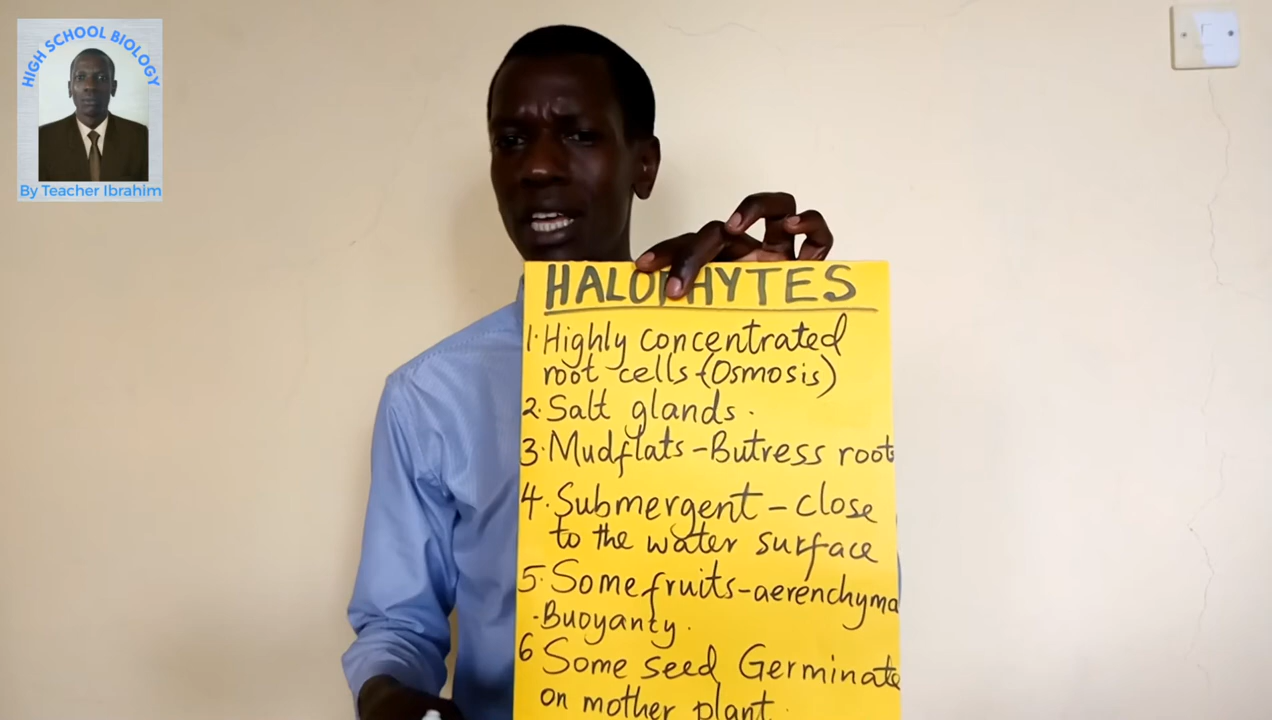 HIGH SCHOOL BIOLOGY
By Teacher Ibrahim
HALOPHYTES
1. Highly concentrated
root cells-(Osmosis)
2. Salt glands.
3. Mudflats-Butress root
4. Submergent - close
to the water surface
5. Some fruits-aerenchyma
-Buoyancy.
6 Some seed Germinate
on mother plant.